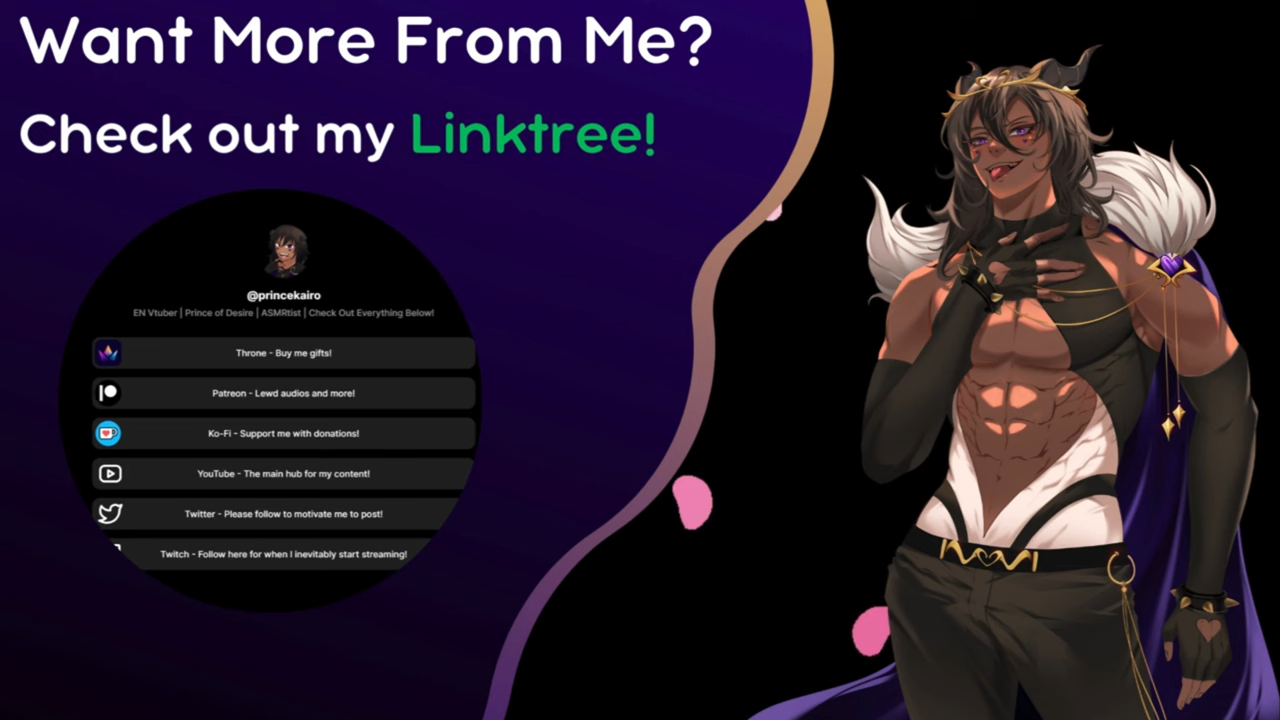 Want More From Me?
Check out my Linktree!
@princekairo
EN Vtuber | Prince of Desire | ASMRtist | Check Out Everything Below!
Throne - Buy me gifts!
Patreon - Lewd audios and more!
Ko-Fi - Support me with donations!
YouTube - The main hub for my content!
Twitter - Please follow to motivate me to post!
Twitch - Follow here for when I inevitably start streaming!